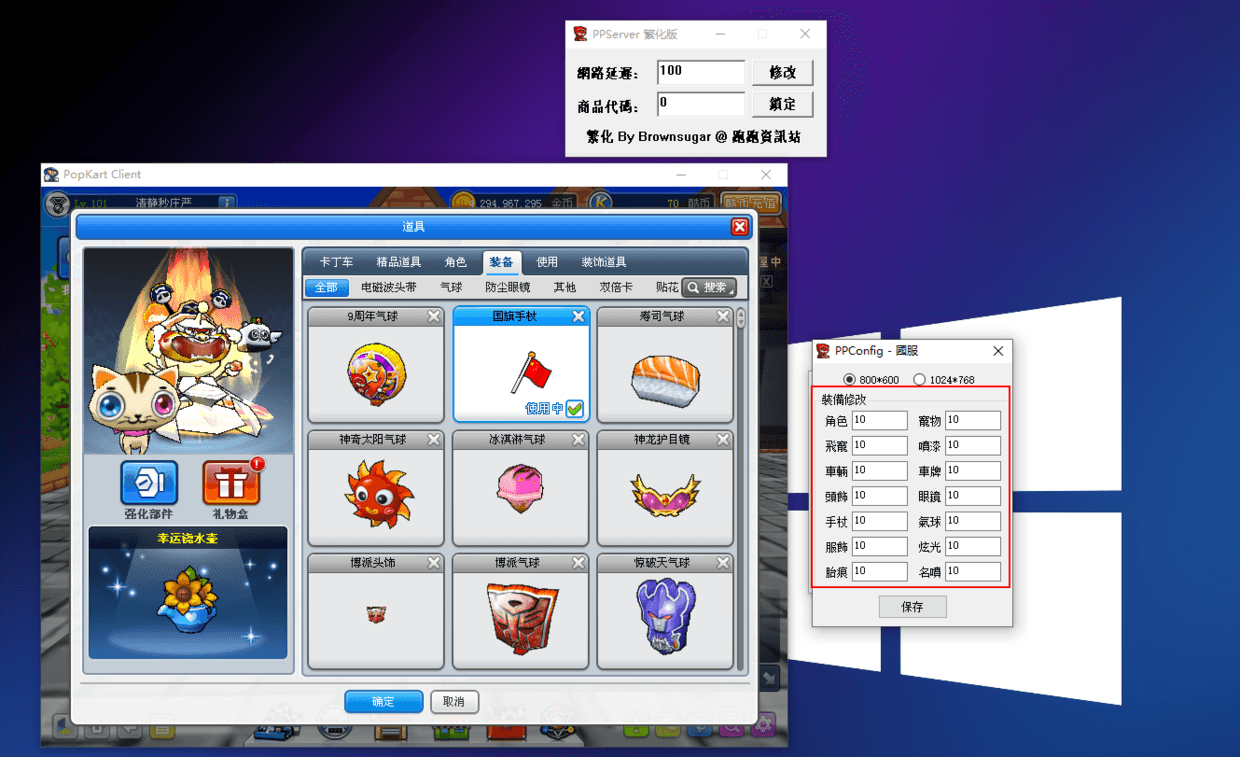 PPServer 繁化版
網路延遲： 100 修改
商品代碼： 0 鎖定
繁化 By Brownsugar @ 跑跑資訊站
PopKart Client
Lv.101 清静秒庄严 294,967,295 金币 70 酷币 酷币充值
道具
卡丁车 精品道具 角色 装备 使用 装饰道具
全部 电磁波头带 气球 防尘眼镜 其他 双倍卡 贴花 搜索
9周年气球 国旗手杖 寿司气球
使用中
神奇太阳气球 冰淇淋气球 神龙护目镜
强化部件 礼物盒
幸运浇水壶
博派头饰 博派气球 惊破天气球
确定 取消
屋中
PPConfig - 國服
800*600 1024*768
裝備修改
角色 10 寵物 10
飛寵 10 噴漆 10
車輛 10 車牌 10
頭飾 10 眼鏡 10
手杖 10 氣球 10
服飾 10 炫光 10
胎痕 10 名噴 10
保存